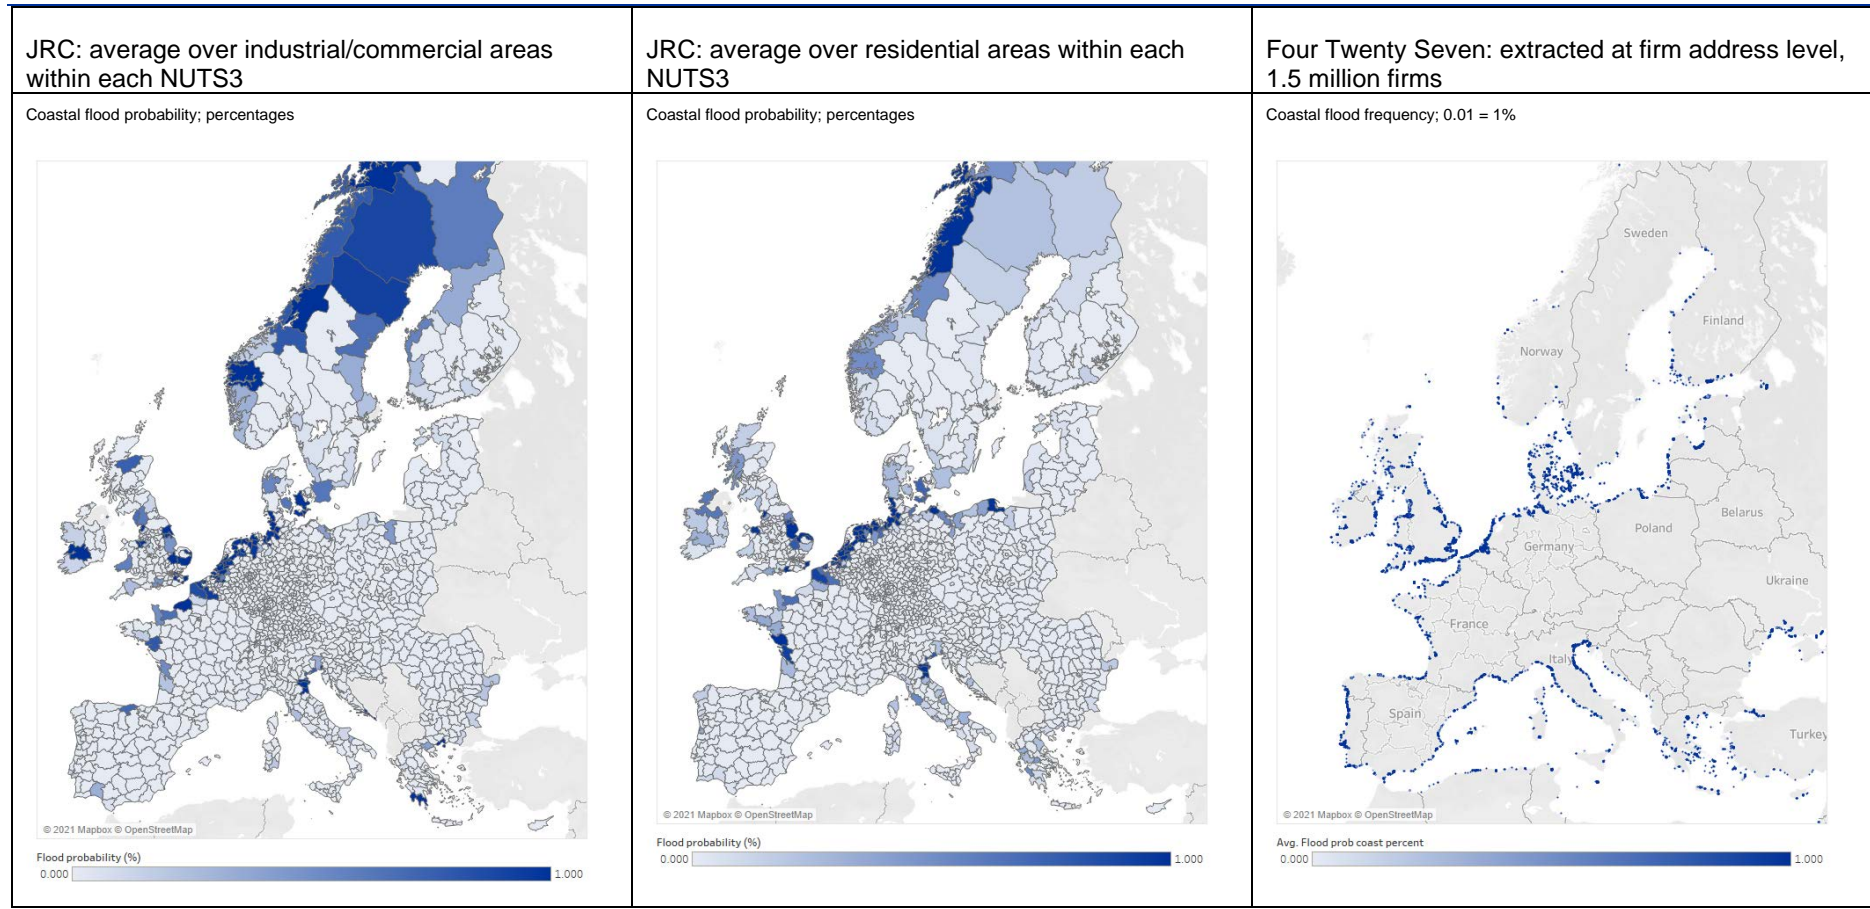 JRC: average over industrial/commercial areas
within each NUTS3
JRC: average over residential areas within each
NUTS3
Four Twenty Seven: extracted at firm address level,
1.5 million firms
Coastal flood probability; percentages
Coastal flood probability; percentages
Coastal flood frequency; 0.01 = 1%
© 2021 Mapbox © OpenStreetMap
Flood probability (%)
0.000
1.000
© 2021 Mapbox © OpenStreetMap
Flood probability (%)
0.000
1.000
Sweden
Finland
Norway
Belarus
Poland
Germany
Ukraine
France
Italy
Spain
Turkey
© 2021 Mapbox © OpenStreetMap
Avg. Flood prob coast percent
0.000
1.000